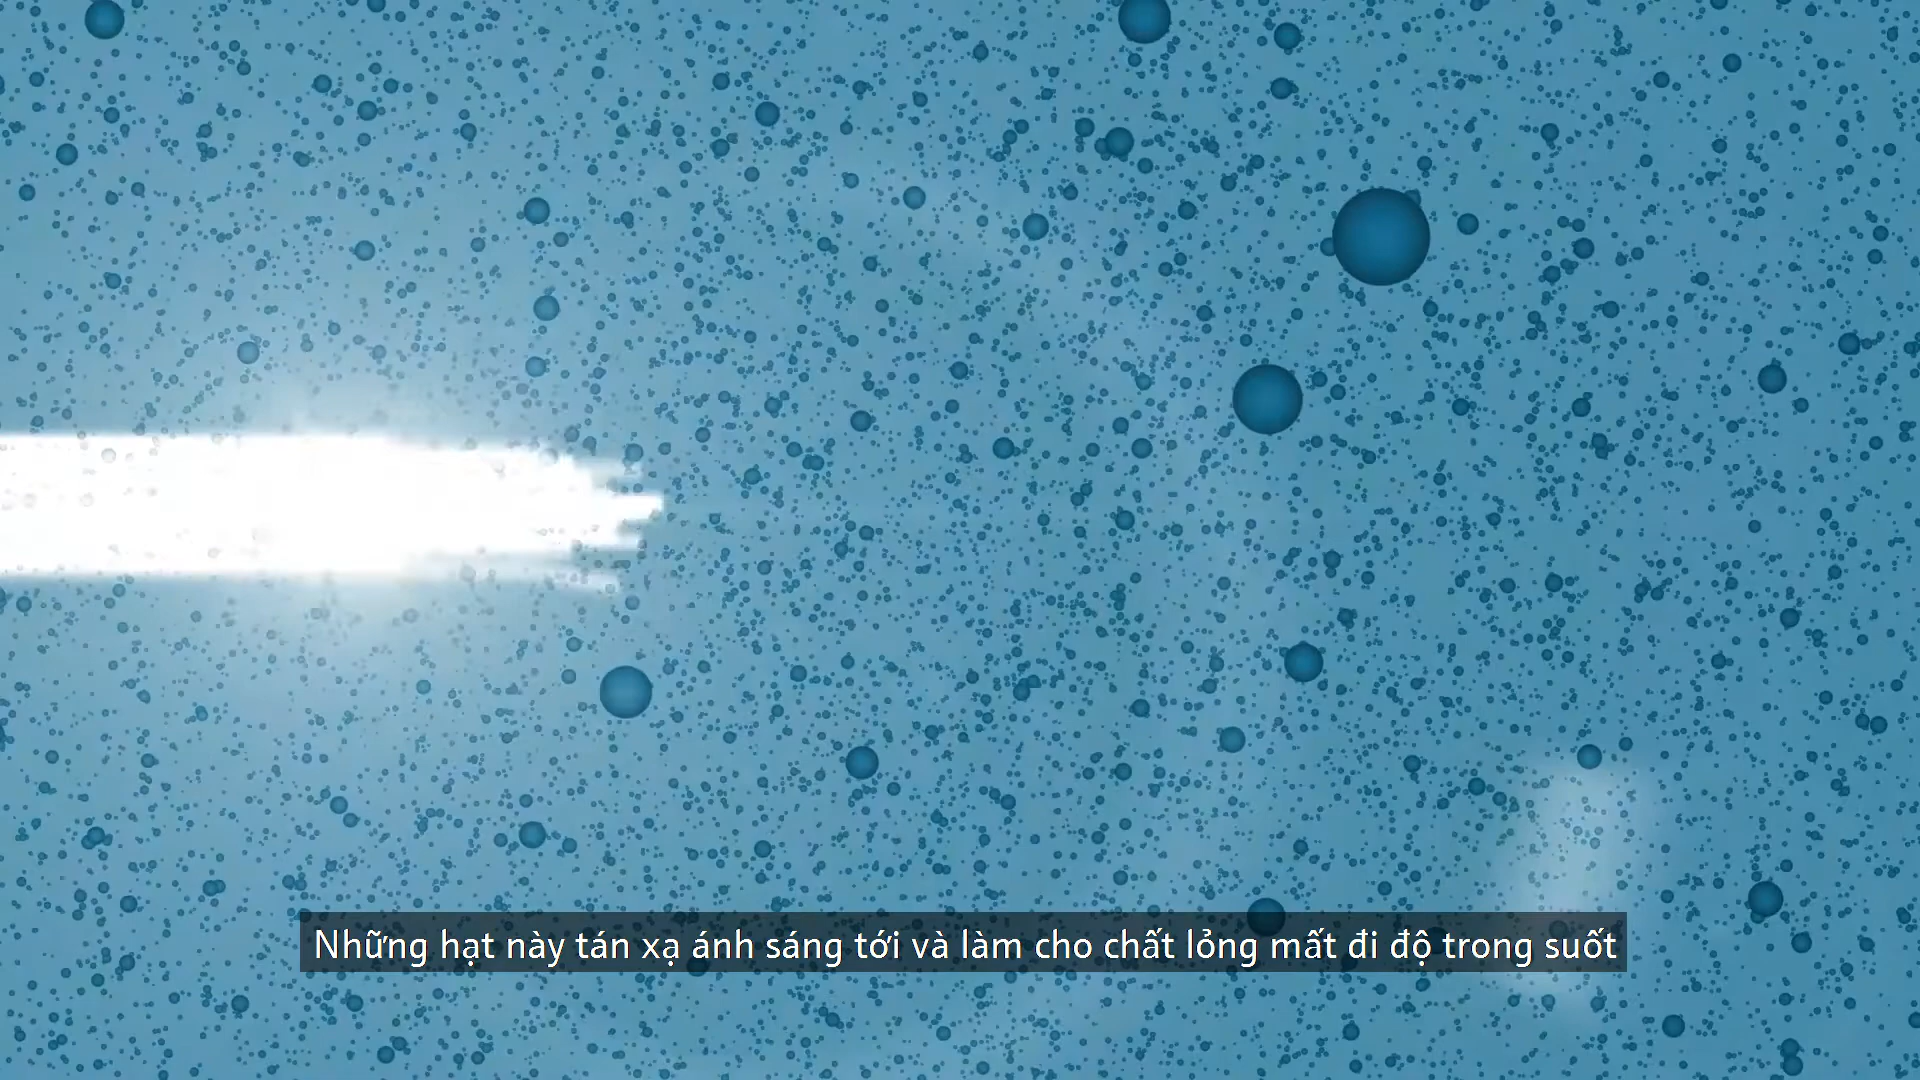 Những hạt này tán xạ ánh sáng tới và làm cho chất lỏng mất đi độ trong suốt